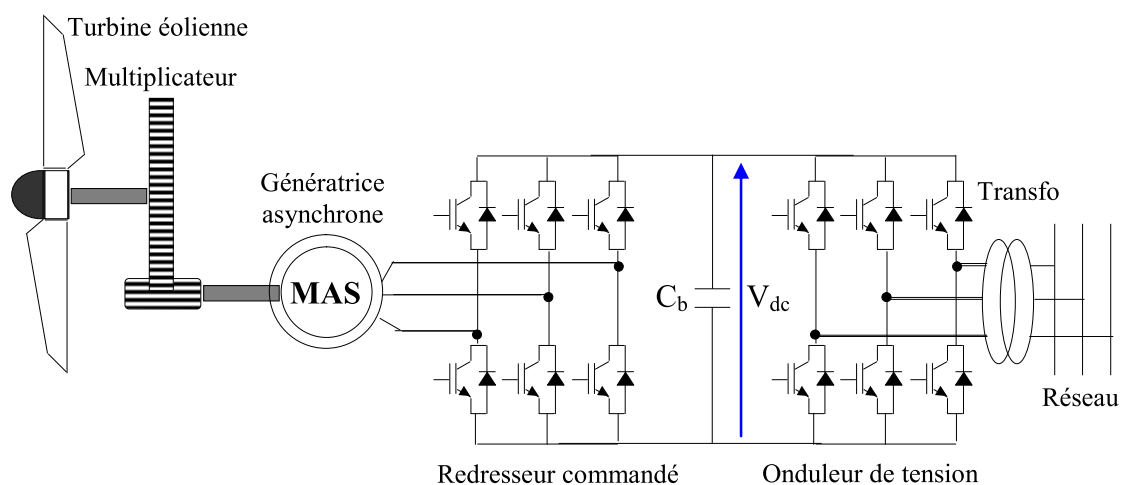 Turbine éolienne
Multiplicateur
Génératrice
asynchrone
MAS
C_b
V_dc
Transfo
Réseau
Redresseur commandé
Onduleur de tension